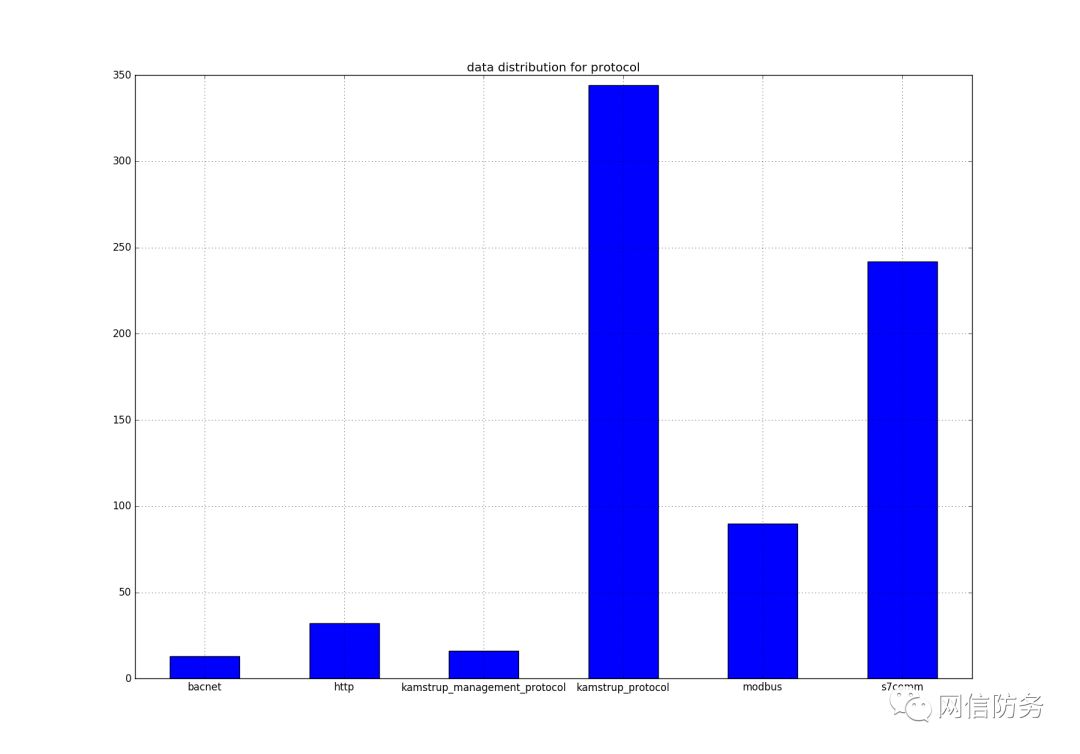 data distribution for protocol
350
300
250
200
150
100
50
0
bacnet http kamstrup_management_protocol kamstrup_protocol modbus s7comm
网信防务